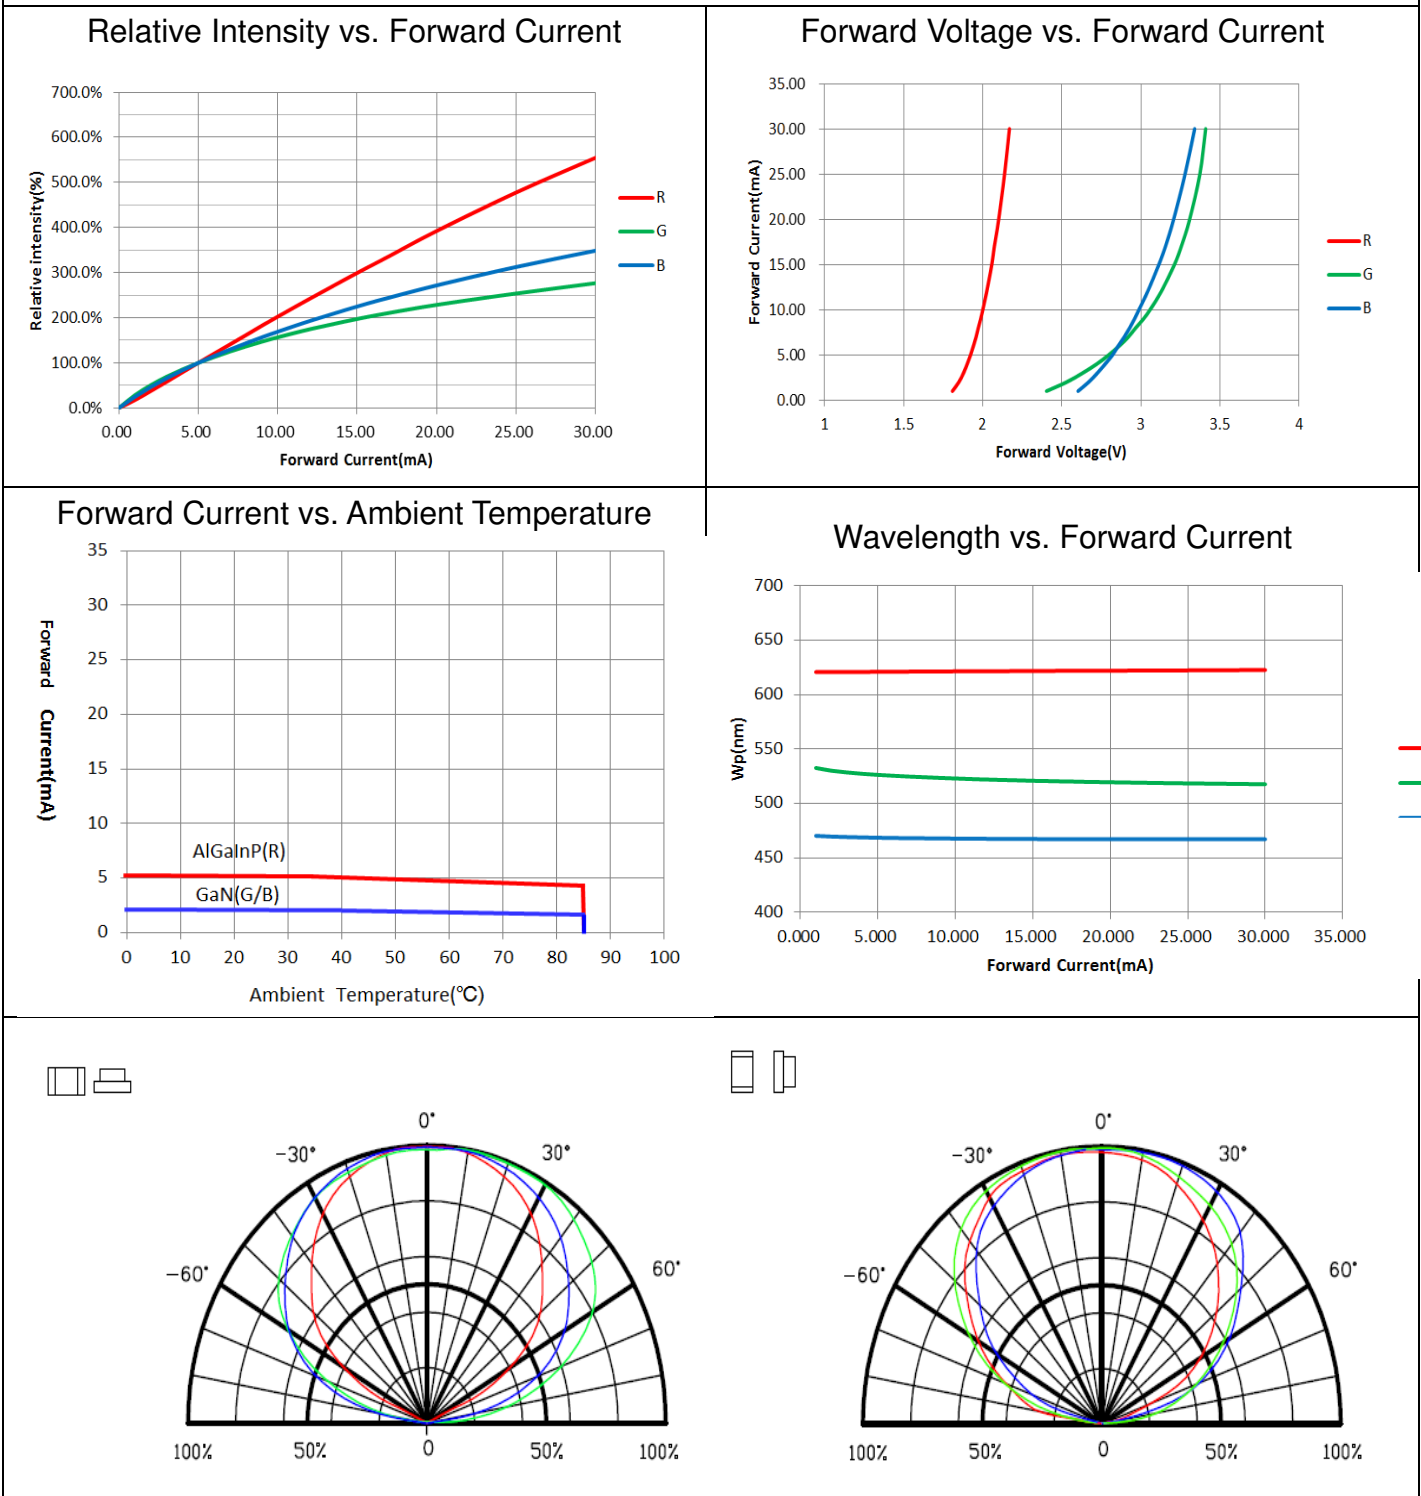 Relative Intensity vs. Forward Current
700.0%
600.0%
500.0%
400.0%
300.0%
200.0%
100.0%
0.0%
Relative intensity(%)
0.00 5.00 10.00 15.00 20.00 25.00 30.00
Forward Current(mA)
R
G
B
Forward Voltage vs. Forward Current
35.00
30.00
25.00
20.00
15.00
10.00
5.00
0.00
Forward Current(mA)
1 1.5 2 2.5 3 3.5 4
Forward Voltage(V)
R
G
B
Forward Current vs. Ambient Temperature
35
30
25
20
15
10
5
0
Forward Current(mA)
AlGaInP(R)
GaN(G/B)
0 10 20 30 40 50 60 70 80 90 100
Ambient Temperature(℃)
Wavelength vs. Forward Current
700
650
600
550
500
450
400
Wp(nm)
0.000 5.000 10.000 15.000 20.000 25.000 30.000 35.000
Forward Current(mA)
0°
-30° 30°
-60° 60°
100% 50% 0 50% 100%
0°
-30° 30°
-60° 60°
100% 50% 0 50% 100%